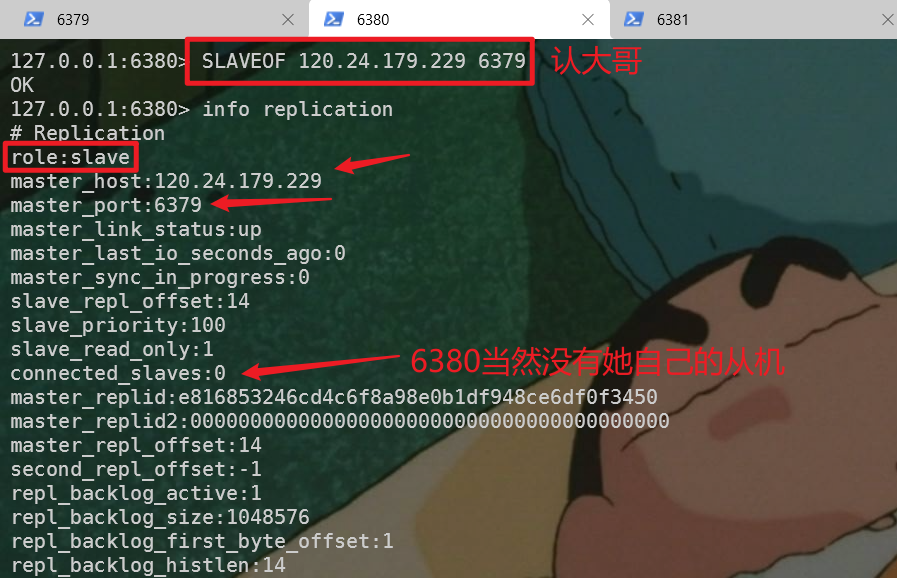 6379
6380
6381
127.0.0.1:6380> SLAVEOF 120.24.179.229 6379 认大哥
OK
127.0.0.1:6380> info replication
# Replication
role:slave
master_host:120.24.179.229
master_port:6379
master_link_status:up
master_last_io_seconds_ago:0
master_sync_in_progress:0
slave_repl_offset:14
slave_priority:100
slave_read_only:1
connected_slaves:0 6380当然没有她自己的从机
master_replid:e816853246cd4c6f8a98e0b1df948ce6df0f3450
master_replid2:0000000000000000000000000000000000000000
master_repl_offset:14
second_repl_offset:-1
repl_backlog_active:1
repl_backlog_size:1048576
repl_backlog_first_byte_offset:1
repl_backlog_histlen:14